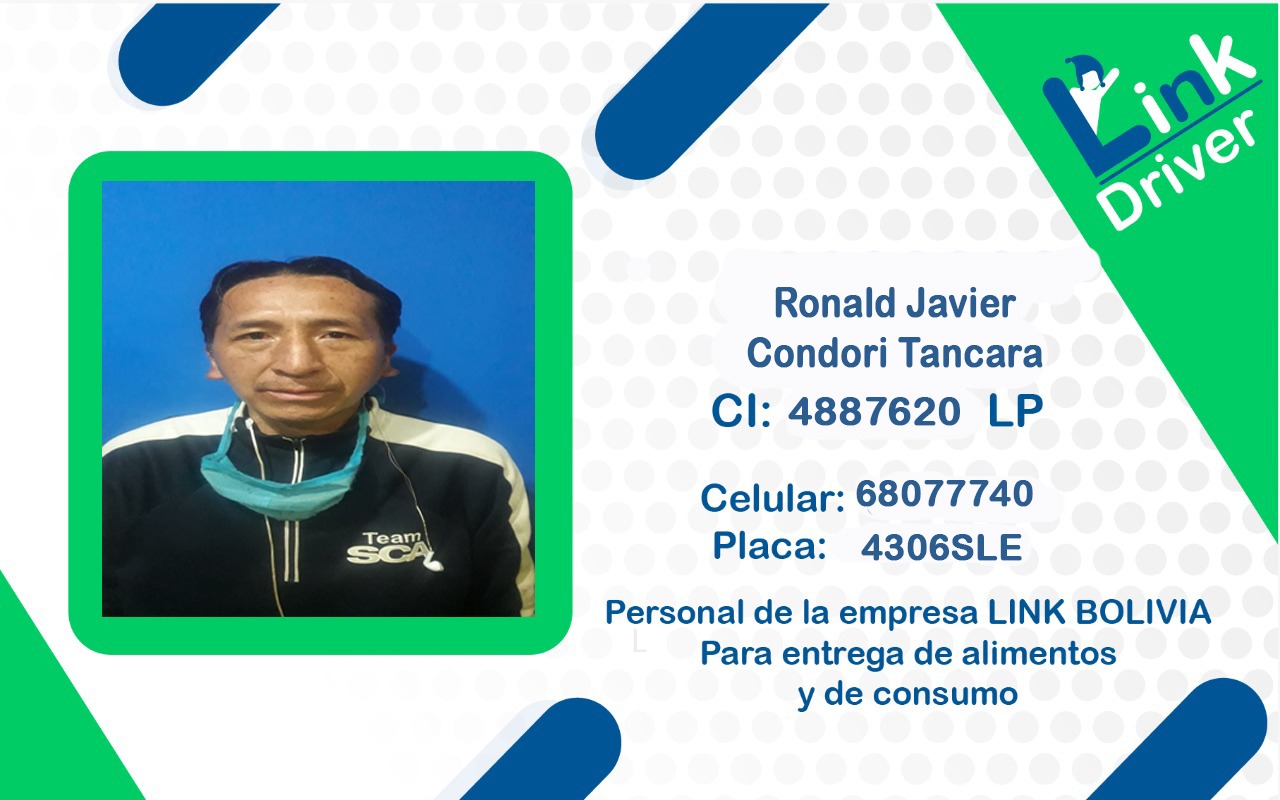 Link
Driver
Ronald Javier
Condori Tancara
CI: 4887620 LP
Celular: 68077740
Placa: 4306SLE
Personal de la empresa LINK BOLIVIA
Para entrega de alimentos
y de consumo
Team
SCA
L